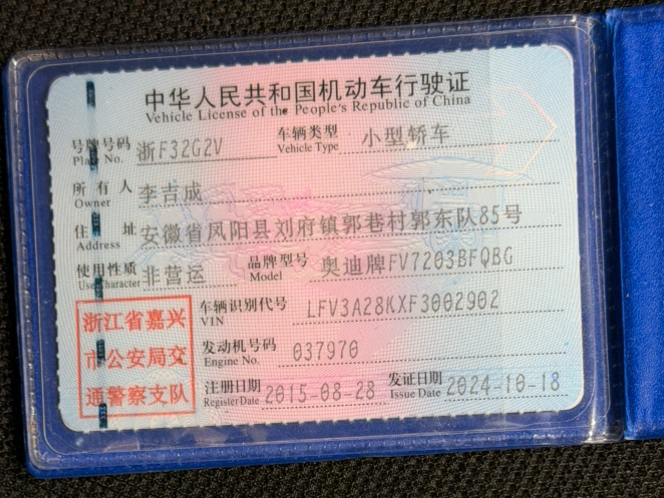 中华人民共和国机动车行驶证
Vehicle License of the People's Republic of China
号牌号码 浙F32G2V 车辆类型 小型轿车
Plate No. Vehicle Type
所有人 李吉成
Owner
住址 安徽省凤阳县刘府镇郭巷村郭东队85号
Address
使用性质 非营运 品牌型号 奥迪牌FV7203BFQBG
Use Character Model
车辆识别代号 LFV3A28KXF3002902
VIN
发动机号码 037970
Engine No.
注册日期 2015-08-28 发证日期 2024-10-18
Register Date Issue Date
浙江省嘉兴
市公安局交
通警察支队